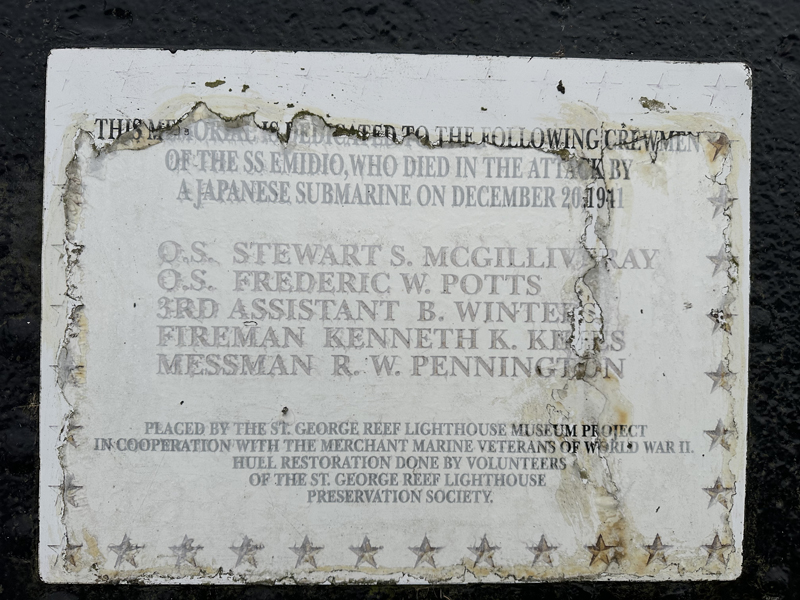 THIS MEMORIAL IS DEDICATED TO THE FOLLOWING CREWMEN
OF THE SS EMIDIO, WHO DIED IN THE ATTACK BY
A JAPANESE SUBMARINE ON DECEMBER 20,1941
O.S. STEWART S. MCGILLIVERAY
O.S. FREDERIC W. POTTS
3RD ASSISTANT B. WINTERS
FIREMAN KENNETH K.
MESSMAN R. W. PENNINGTON
PLACED BY THE ST. GEORGE REEF LIGHTHOUSE MUSEUM PROJECT
IN COOPERATION WITH THE MERCHANT MARINE VETERANS OF WORLD WAR II.
HULL RESTORATION DONE BY VOLUNTEERS
OF THE ST. GEORGE REEF LIGHTHOUSE
PRESERVATION SOCIETY.